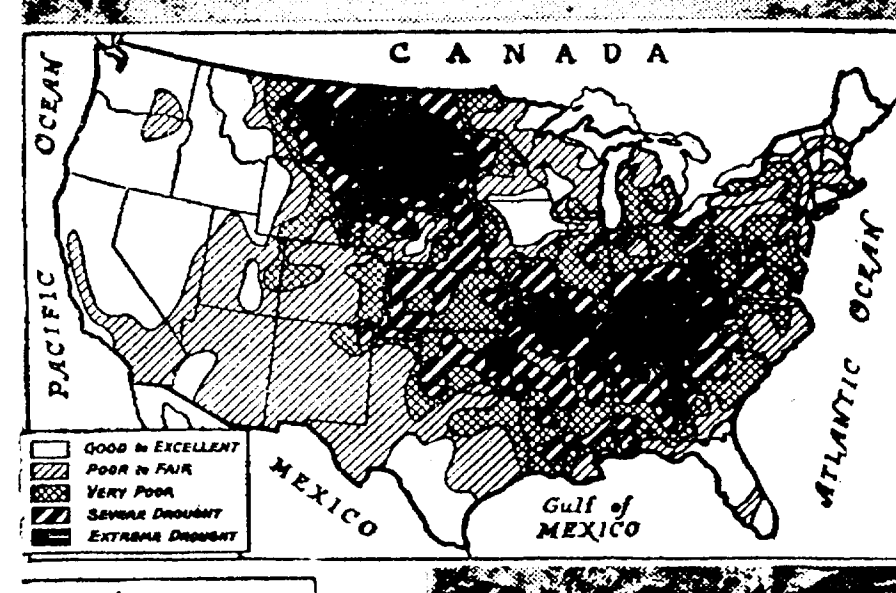 CANADA
OCEAN
PACIFIC
ATLANTIC OCEAN
MEXICO
Gulf of
MEXICO
GOOD to EXCELLENT
POOR to FAIR
VERY POOR
SEVERE DROUGHT
EXTREME DROUGHT